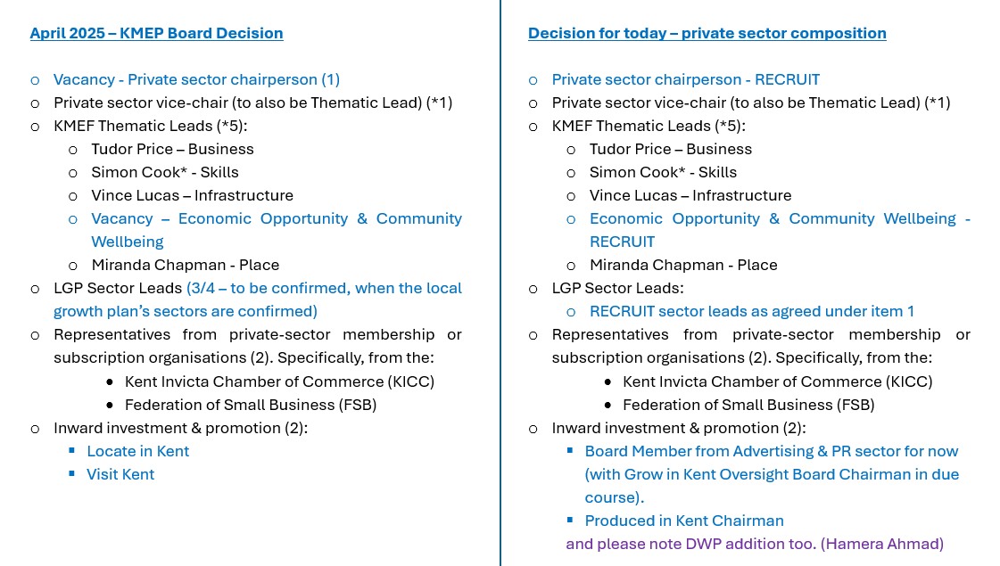 April 2025 – KMEP Board Decision
Vacancy - Private sector chairperson (1)
Private sector vice-chair (to also be Thematic Lead) (*1)
KMEF Thematic Leads (*5):
Tudor Price – Business
Simon Cook* - Skills
Vince Lucas – Infrastructure
Vacancy – Economic Opportunity & Community
Wellbeing
Miranda Chapman - Place
LGP Sector Leads (3/4 – to be confirmed, when the local
growth plan’s sectors are confirmed)
Representatives from private-sector membership or
subscription organisations (2). Specifically, from the:
Kent Invicta Chamber of Commerce (KICC)
Federation of Small Business (FSB)
Inward investment & promotion (2):
Locate in Kent
Visit Kent
Decision for today – private sector composition
Private sector chairperson - RECRUIT
Private sector vice-chair (to also be Thematic Lead) (*1)
KMEF Thematic Leads (*5):
Tudor Price – Business
Simon Cook* - Skills
Vince Lucas – Infrastructure
Economic Opportunity & Community Wellbeing -
RECRUIT
Miranda Chapman - Place
LGP Sector Leads:
RECRUIT sector leads as agreed under item 1
Representatives from private-sector membership or
subscription organisations (2). Specifically, from the:
Kent Invicta Chamber of Commerce (KICC)
Federation of Small Business (FSB)
Inward investment & promotion (2):
Board Member from Advertising & PR sector for now
(with Grow in Kent Oversight Board Chairman in due
course).
Produced in Kent Chairman
and please note DWP addition too. (Hamera Ahmad)